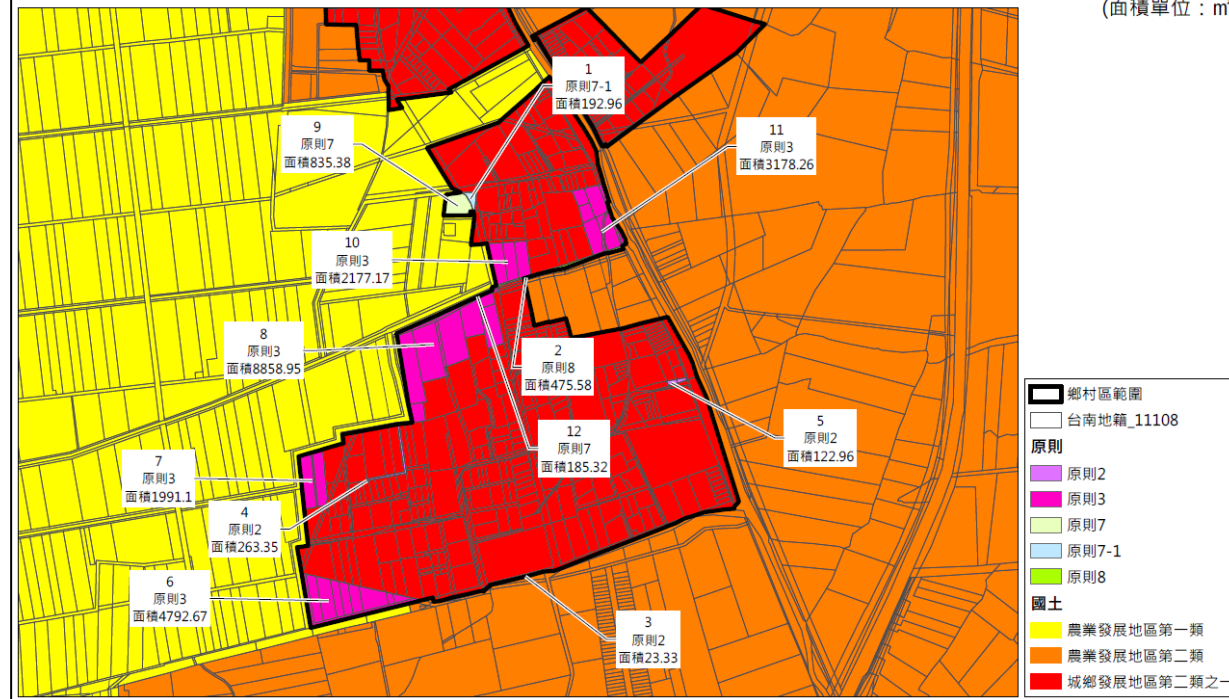 (面積單位：m²
1
原則7-1
面積192.96
9
原則7
面積835.38
11
原則3
面積3178.26
10
原則3
面積2177.17
8
原則3
面積8858.95
2
原則8
面積475.58
12
原則7
面積185.32
5
原則2
面積122.96
7
原則3
面積1991.1
4
原則2
面積263.35
6
原則3
面積4792.67
3
原則2
面積23.33
鄉村區範圍
台南地籍_11108
原則
原則2
原則3
原則7
原則7-1
原則8
國土
農業發展地區第一類
農業發展地區第二類
城鄉發展地區第二類之一